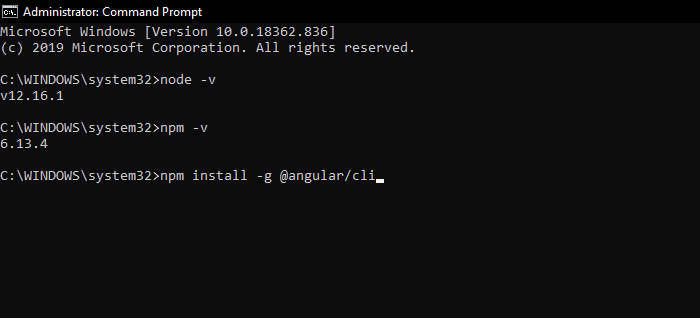 Administrator: Command Prompt
Microsoft Windows [Version 10.0.18362.836]
(c) 2019 Microsoft Corporation. All rights reserved.
C:\WINDOWS\system32>node -v
v12.16.1
C:\WINDOWS\system32>npm -v
6.13.4
C:\WINDOWS\system32>npm install -g @angular/cli